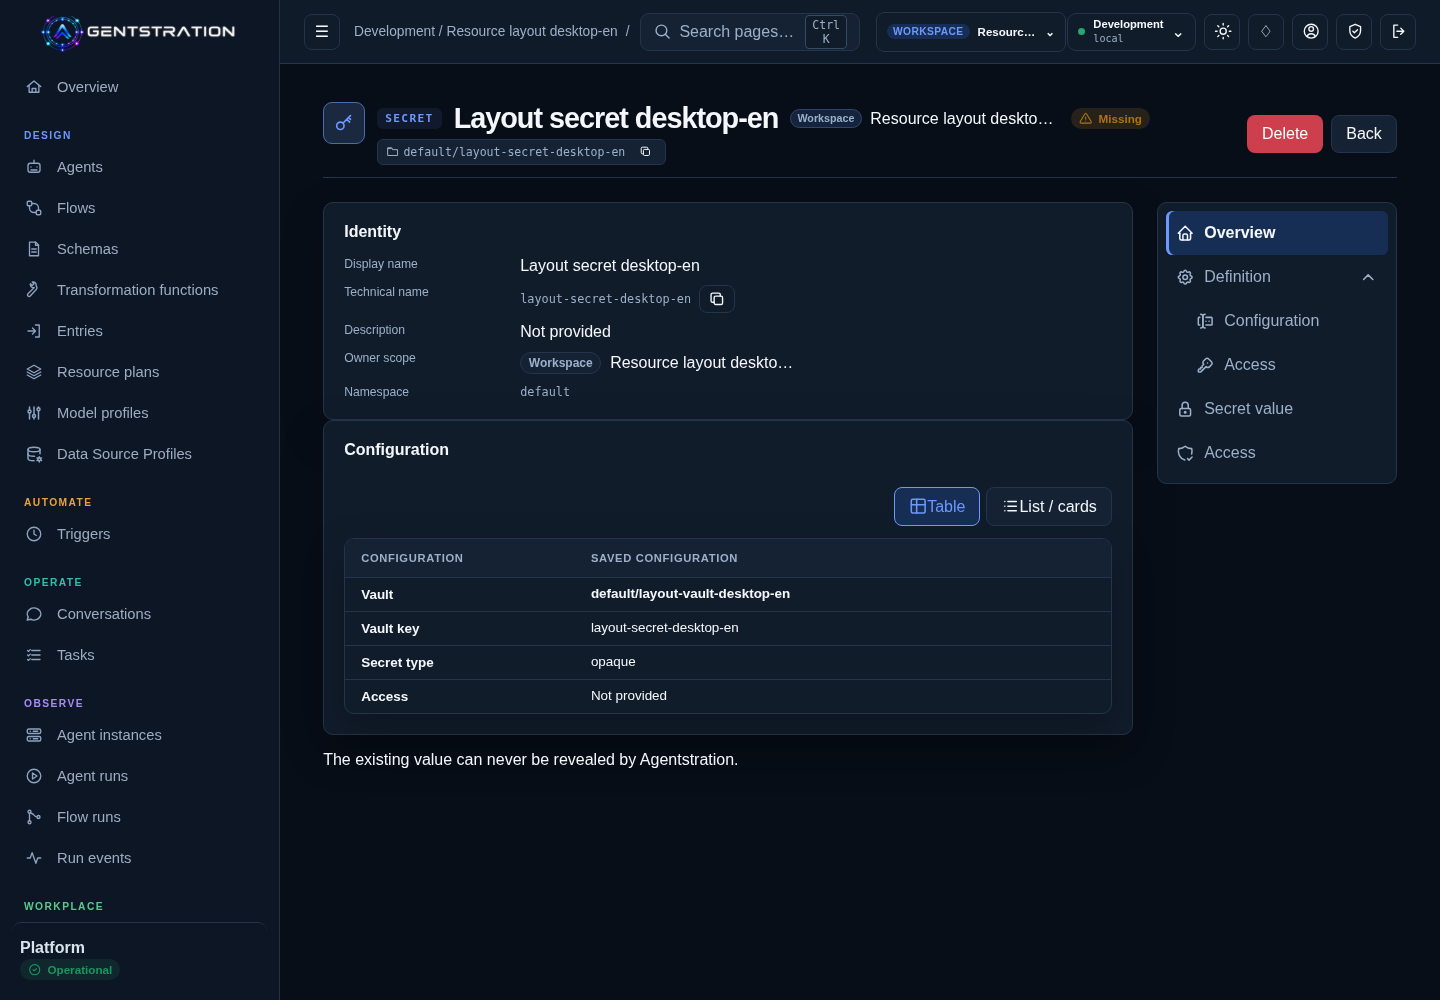 GENTSTRATION
Overview
DESIGN
Agents
Flows
Schemas
Transformation functions
Entries
Resource plans
Model profiles
Data Source Profiles
AUTOMATE
Triggers
OPERATE
Conversations
Tasks
OBSERVE
Agent instances
Agent runs
Flow runs
Run events
WORKPLACE
Platform
Operational
Development / Resource layout desktop-en /
Search pages… Ctrl K
WORKSPACE Resourc…
Development
local
SECRET Layout secret desktop-en Workspace Resource layout deskto… Missing
default/layout-secret-desktop-en
Delete Back
Identity
Display name Layout secret desktop-en
Technical name layout-secret-desktop-en
Description Not provided
Owner scope Workspace Resource layout deskto…
Namespace default
Configuration
Table List / cards
CONFIGURATION SAVED CONFIGURATION
Vault default/layout-vault-desktop-en
Vault key layout-secret-desktop-en
Secret type opaque
Access Not provided
The existing value can never be revealed by Agentstration.
Overview
Definition
Configuration
Access
Secret value
Access